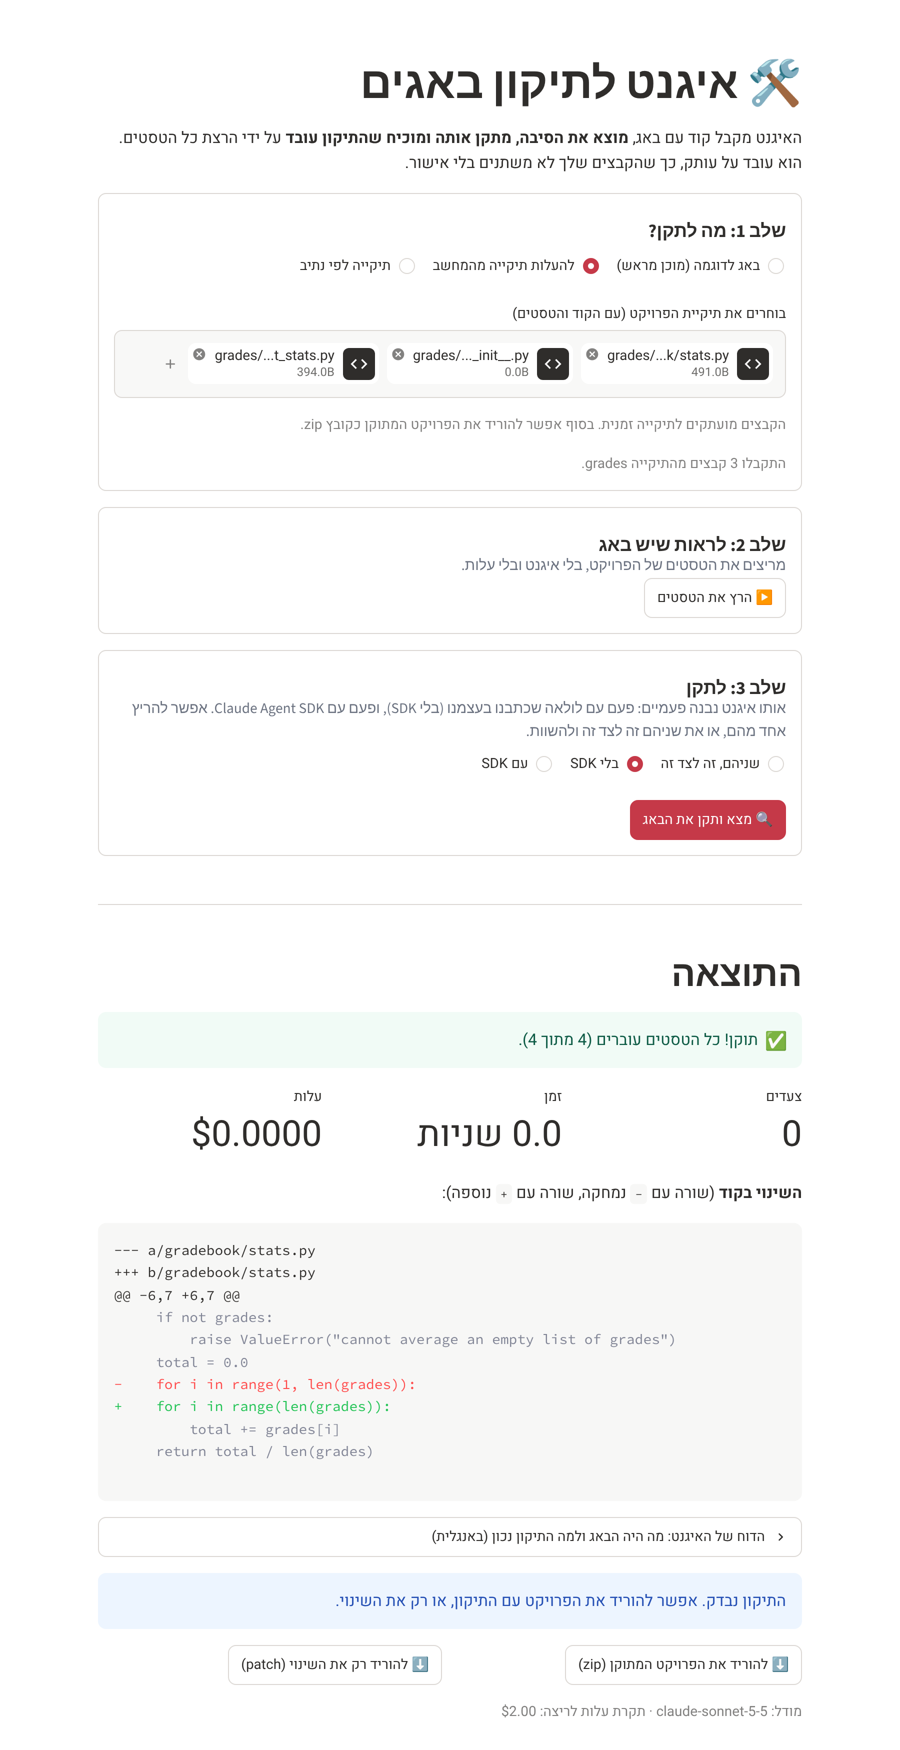 🛠️ איגנט לתיקון באגים
האיגנט מקבל קוד עם באג, מוצא את הסיבה, מתקן אותה ומוכיח שהתיקון עובד על ידי הרצת כל הטסטים.
הוא עובד על עותק, כך שהקבצים שלך לא משתנים בלי אישור.
שלב 1: מה לתקן?
באג לדוגמה (מוכן מראש) להעלות תיקייה מהמחשב תיקייה לפי נתיב
בוחרים את תיקיית הפרויקט (עם הקוד והטסטים)
grades/...k/stats.py grades/..._init__.py grades/...t_stats.py +
491.0B 0.0B 394.0B
הקבצים מועתקים לתיקייה זמנית. בסוף אפשר להוריד את הפרויקט המתוקן כקובץ zip.
התקבלו 3 קבצים מהתיקייה grades.
שלב 2: לראות שיש באג
מריצים את הטסטים של הפרויקט, בלי איגנט ובלי עלות.
▶️ הרץ את הטסטים
שלב 3: לתקן
אותו איגנט נבנה פעמיים: פעם עם לולאה שכתבנו בעצמנו (בלי SDK), ופעם עם Claude Agent SDK. אפשר להריץ
אחד מהם, או את שניהם זה לצד זה ולהשוות.
שניהם, זה לצד זה בלי SDK עם SDK
🔍 מצא ותקן את הבאג
התוצאה
✅ תוקן! כל הטסטים עוברים (4 מתוך 4).
צעדים זמן עלות
0 0.0 שניות $0.0000
השינוי בקוד (שורה עם - נמחקה, שורה עם + נוספה):
--- a/gradebook/stats.py
+++ b/gradebook/stats.py
@@ -6,7 +6,7 @@
     if not grades:
         raise ValueError("cannot average an empty list of grades")
     total = 0.0
-    for i in range(1, len(grades)):
+    for i in range(len(grades)):
         total += grades[i]
     return total / len(grades)
הדוח של האיגנט: מה היה הבאג ולמה התיקון נכון (באנגלית)
התיקון נבדק. אפשר להוריד את הפרויקט עם התיקון, או רק את השינוי.
⬇️ להוריד את הפרויקט המתוקן (zip) ⬇️ להוריד רק את השינוי (patch)
מודל: claude-sonnet-5-5 · תקרת עלות לריצה: $2.00